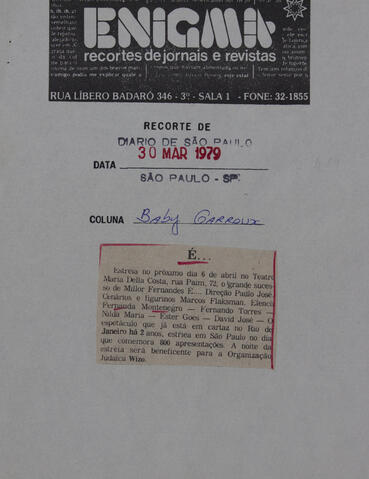 ENIGMA
recortes de jornais e revistas
RUA LÍBERO BADARÓ 346 - 3º - SALA 1 - FONE: 32-1855
RECORTE DE
DIARIO DE SÃO PAULO
DATA 30 MAR 1979
SÃO PAULO - SP.
COLUNA Baby Garroux
É...
Estreia no próximo dia 6 de abril no Teatro
Maria Della Costa, rua Paim, 72, o grande suces-
so de Millor Fernandes É.... Direção Paulo José.
Cenários e figurinos Marcos Flaksman. Elenco
Fernanda Montenegro — Fernando Torres —
Nilda Maria — Ester Goes — David José — O
espetáculo que já está em cartaz no Rio de
Janeiro há 2 anos, estreia em São Paulo no dia
que comemora 800 apresentações. A noite da
estréia será beneficente para a Organização
Judaica Wizo.